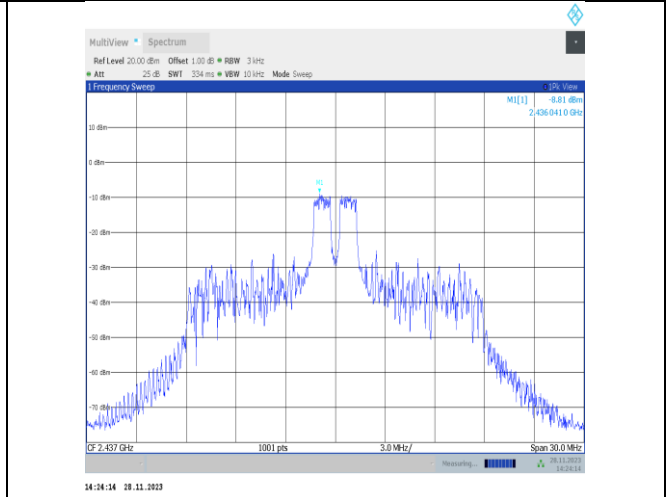 MultiView Spectrum
Ref Level 20.00 dBm Offset 1.00 dB RBW 3 kHz
Att 25 dB SWT 334 ms VBW 10 kHz Mode Sweep
1 Frequency Sweep 1Pk View
M1[1] -8.81 dBm
2.436 041 0 GHz
10 dBm
0 dBm
M1
-10 dBm
-20 dBm
-30 dBm
-40 dBm
-50 dBm
-60 dBm
-70 dBm
CF 2.437 GHz 1001 pts 3.0 MHz/ Span 30.0 MHz
Measuring... 28.11.2023
14:24:14
14:24:14 28.11.2023